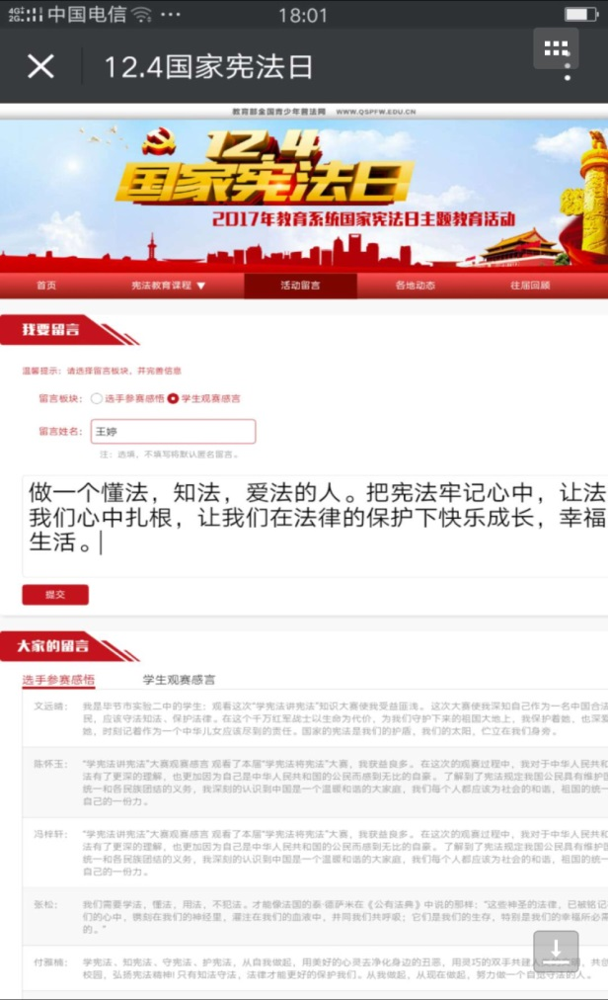 4G 2G 中国电信 18:01
12.4国家宪法日
教育部全国青少年普法网 WWW.QSPFW.EDU.CN
12.4
国家宪法日
2017年教育系统国家宪法日主题教育活动
首页 宪法教育课程 ▼ 活动留言 各地动态 往届回顾
我要留言
温馨提示：请选择留言板块，并完善信息
留言板块： 选手参赛感悟 学生观赛感言
留言姓名： 王婷
注：选填，不填写将默认匿名留言。
做一个懂法，知法，爱法的人。把宪法牢记心中，让法
我们心中扎根，让我们在法律的保护下快乐成长，幸福
生活。
提交
大家的留言
选手参赛感悟 学生观赛感言
文远晴： 我是毕节市实验二中的学生：观看这次“学宪法讲宪法”知识大赛使我受益匪浅。 这次大赛使我深知自己作为一名中国合法
民，应该守法知法、保护法律。在这个千万红军战士以生命为代价，为我们守护下来的祖国大地上，我保护着她，也深爱
她，时刻记着作为一个中华儿女应该尽到的责任。国家的宪法是我们的护盾，我们的太阳，伫立在我们身旁。
陈怀玉： “学宪法讲宪法”大赛观赛感言 观看了本届“学宪法将宪法”大赛，我获益良多。 在这次的观赛过程中，我对于中华人民共和
法有了更深的理解，也更加因为自己是中华人民共和国的公民而感到无比的自豪。 了解到了宪法规定我国公民具有维护国
统一和各民族团结的义务，我深刻的认识到中国是一个温暖和谐的大家庭，我们每个人都应该为社会的和谐，祖国的统一
自己的一份力。
冯梓轩： “学宪法讲宪法”大赛观赛感言 观看了本届“学宪法将宪法”大赛，我获益良多。 在这次的观赛过程中，我对于中华人民共和
法有了更深的理解，也更加因为自己是中华人民共和国的公民而感到无比的自豪。 了解到了宪法规定我国公民具有维护国
统一和各民族团结的义务，我深刻的认识到中国是一个温暖和谐的大家庭，我们每个人都应该为社会的和谐，祖国的统一
自己的一份力。
张松： 我们需要学法，懂法，用法，不犯法。才能像法国的泰·德萨米在《公有法典》中说的那样：“这些神圣的法律，已被铭记
们的心中，镌刻在我们的神经里，灌注在我们的血液中，并同我们共呼吸；它们是我们的生存，特别是我们的幸福所必需
的。”
付雅楠： 学宪法、知宪法、守宪法、护宪法，从自我做起，用美好的心灵去净化身边的丑恶，用灵巧的双手共建人 的 明，共创
校园，弘扬宪法精神! 只有知法守法，法律才能更好的保护我们。从我做起，从现在做起，努力做一个自觉守法的人。